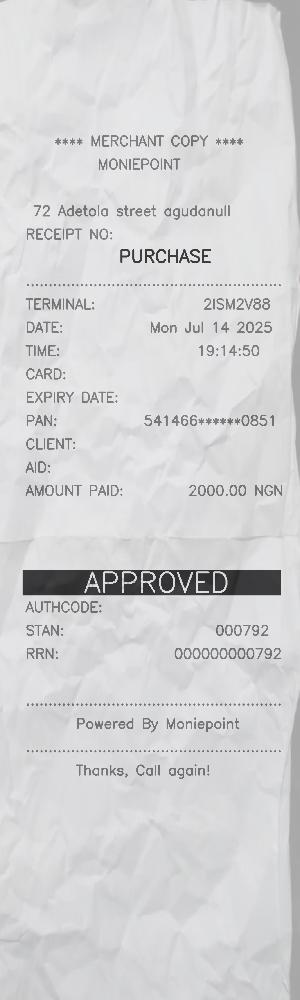 **** MERCHANT COPY ****
MONIEPOINT
72 Adetola street agudanull
RECEIPT NO:
PURCHASE
TERMINAL: 2ISM2V88
DATE: Mon Jul 14 2025
TIME: 19:14:50
CARD:
EXPIRY DATE:
PAN: 541466******0851
CLIENT:
AID:
AMOUNT PAID: 2000.00 NGN
APPROVED
AUTHCODE:
STAN: 000792
RRN: 000000000792
Powered By Moniepoint
Thanks, Call again!